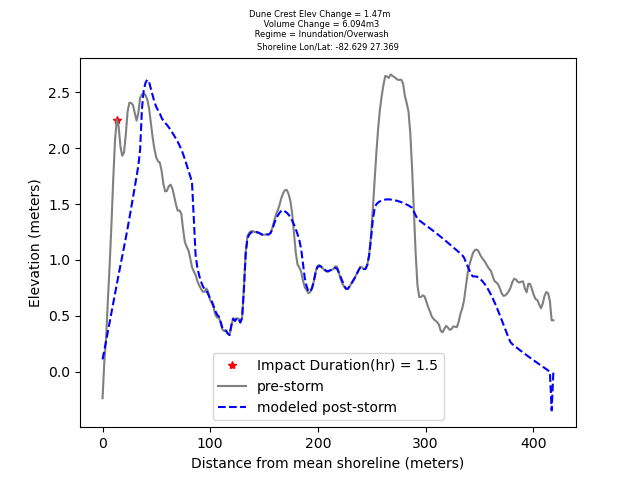 Dune Crest Elev Change = 1.47m
Volume Change = 6.094m3
Regime = Inundation/Overwash
Shoreline Lon/Lat: -82.629 27.369
2.5
2.0
1.5
1.0
0.5
0.0
Elevation (meters)
Impact Duration(hr) = 1.5
pre-storm
modeled post-storm
0 100 200 300 400
Distance from mean shoreline (meters)